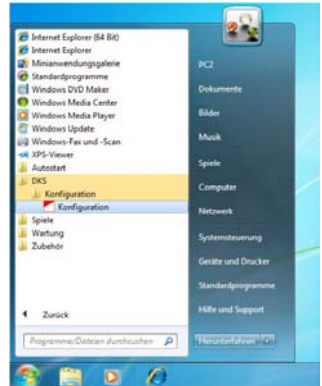 Internet Explorer (64 Bit)
Internet Explorer
Minianwendungsgalerie
Standardprogramme
Windows DVD Maker
Windows Media Center
Windows Media Player
Windows Update
Windows-Fax und -Scan
XPS-Viewer
Autostart
DKS
Konfiguration
Konfiguration
Spiele
Wartung
Zubehör
Zurück
Programme/Dateien durchsuchen
PC2
Dokumente
Bilder
Musik
Spiele
Computer
Netzwerk
Systemsteuerung
Geräte und Drucker
Standardprogramme
Hilfe und Support
Herunterfahren